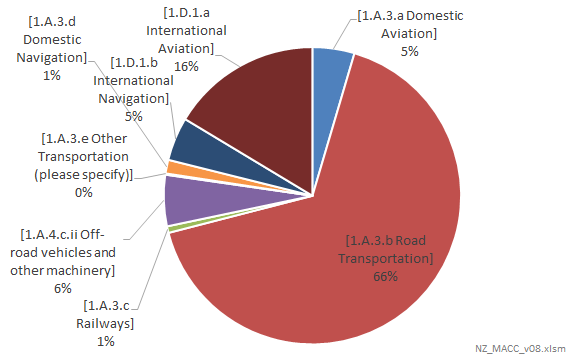 [1.A.3.d
Domestic
Navigation]
1%
[1.D.1.a
International
Aviation]
16%
[1.A.3.a Domestic
Aviation]
5%
[1.D.1.b
International
Navigation]
5%
[1.A.3.e Other
Transportation
(please specify)]
0%
[1.A.3.b Road
Transportation]
66%
[1.A.4.c.ii Off-
road vehicles and
other machinery]
6%
[1.A.3.c
Railways]
1%
NZ_MACC_v08.xlsm